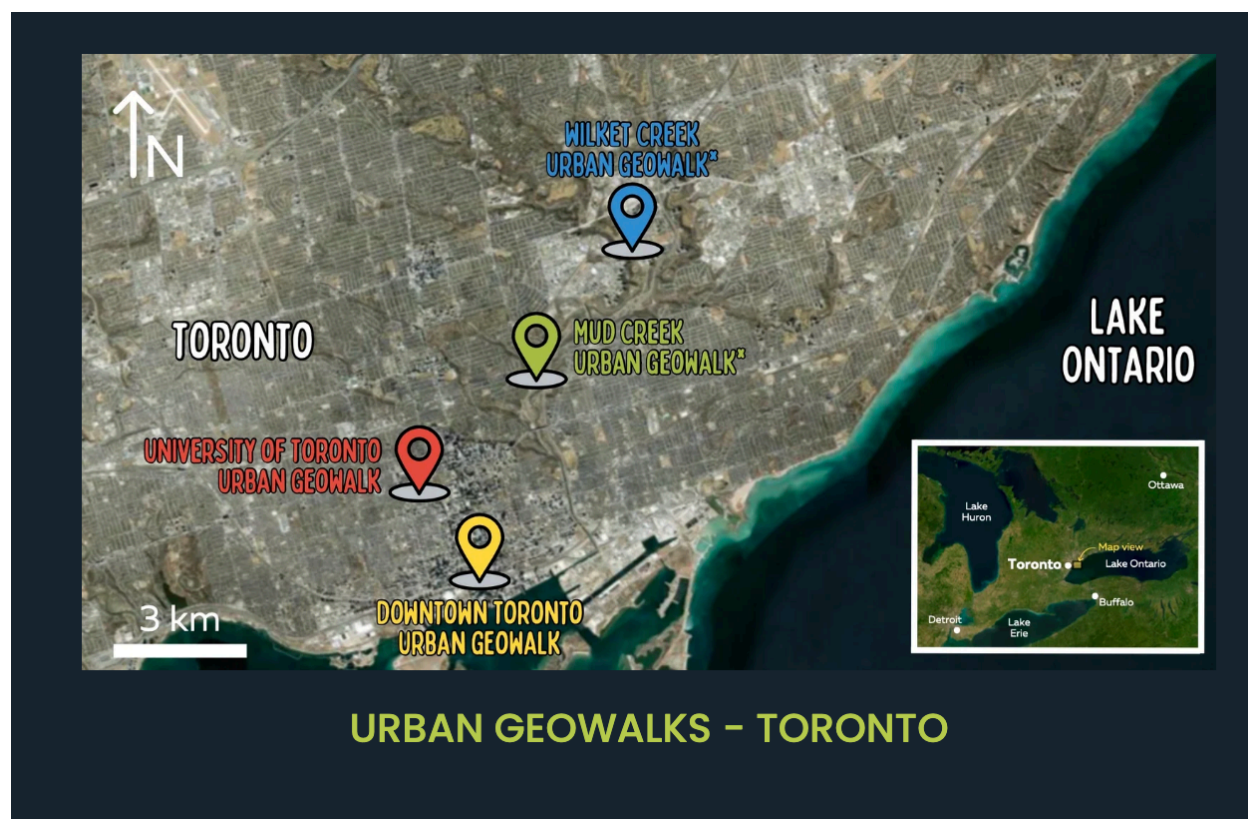 N
WILKET CREEK
URBAN GEOWALK*
TORONTO
MUD CREEK
URBAN GEOWALK*
LAKE
ONTARIO
UNIVERSITY OF TORONTO
URBAN GEOWALK
DOWNTOWN TORONTO
URBAN GEOWALK
3 km
Ottawa
Lake
Huron
Map view
Toronto
Lake Ontario
Buffalo
Detroit
Lake
Erie
URBAN GEOWALKS - TORONTO